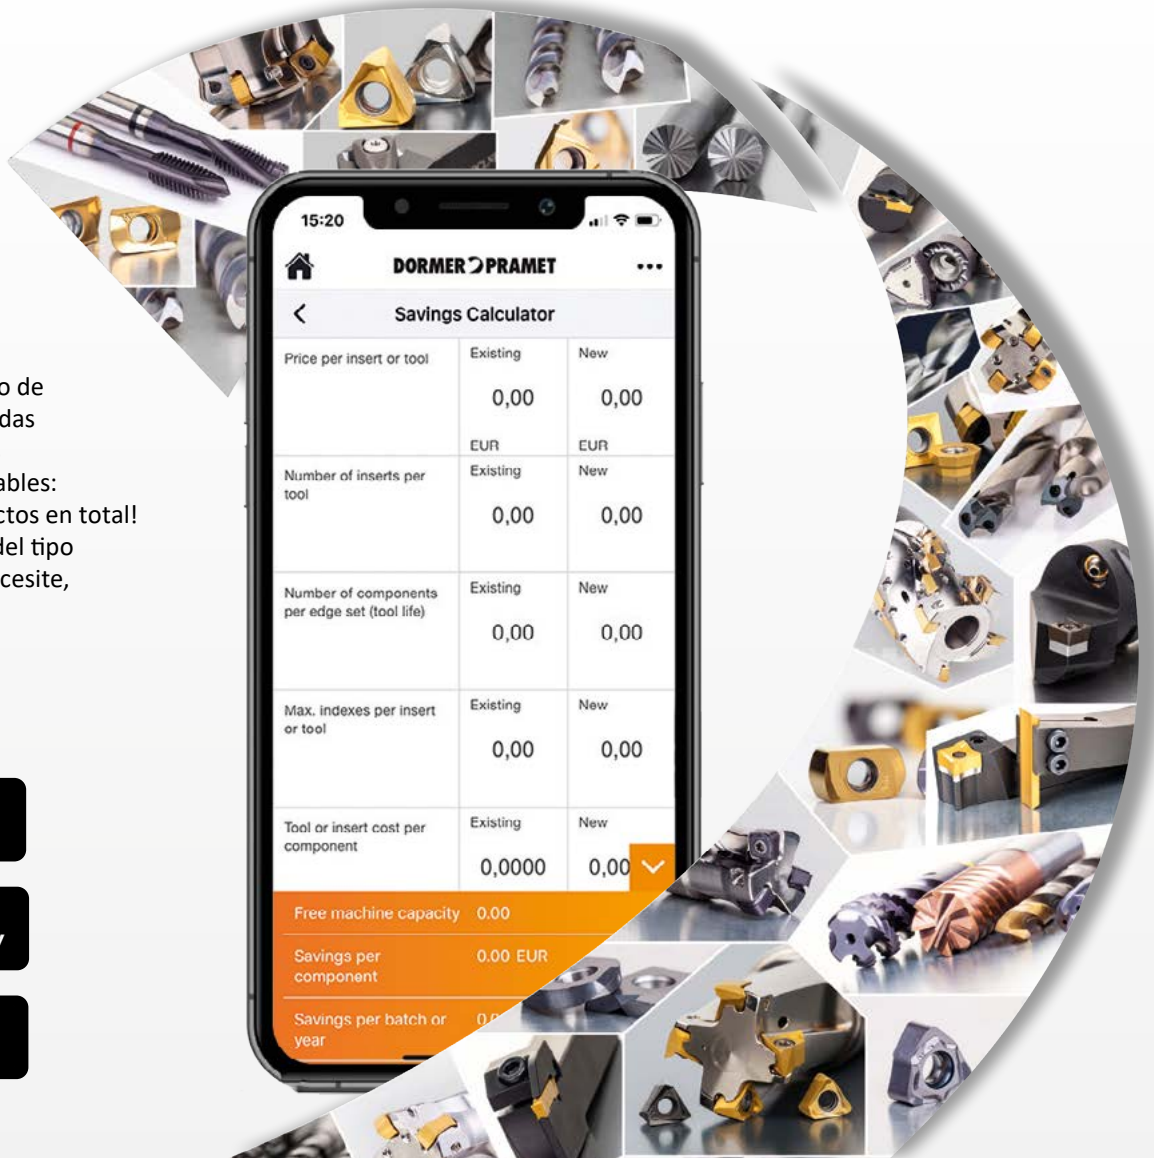 o de
das
ables:
ctos en total!
del tipo
cesite,
15:20
DORMER PRAMET
Savings Calculator
Price per insert or tool
Existing
New
0,00
0,00
EUR
EUR
Number of inserts per
tool
Existing
New
0,00
0,00
Number of components
per edge set (tool life)
Existing
New
0,00
0,00
Max. indexes per insert
or tool
Existing
New
0,00
0,00
Tool or insert cost per
component
Existing
New
0,0000
0,00
Free machine capacity 0.00
Savings per
component
0.00 EUR
Savings per batch or
year